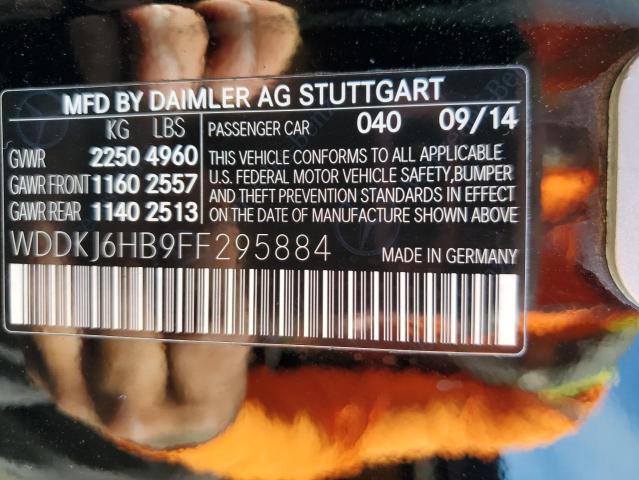 MFD BY DAIMLER AG STUTTGART
KG LBS PASSENGER CAR 040 09/14
GVWR 2250 4960 THIS VEHICLE CONFORMS TO ALL APPLICABLE
GAWR FRONT 1160 2557 U.S. FEDERAL MOTOR VEHICLE SAFETY, BUMPER
AND THEFT PREVENTION STANDARDS IN EFFECT
GAWR REAR 1140 2513 ON THE DATE OF MANUFACTURE SHOWN ABOVE
WDDKJ6HB9FF295884 MADE IN GERMANY